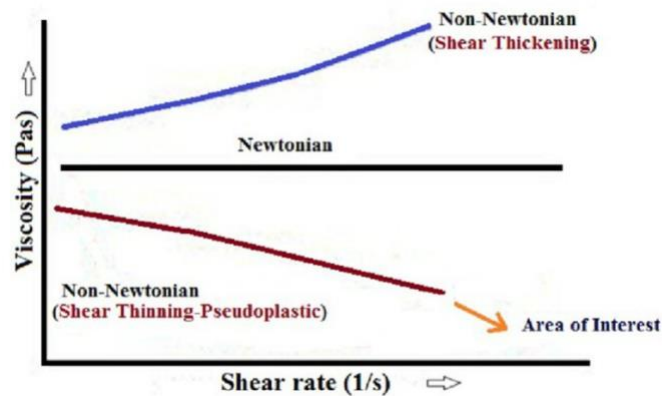 Non-Newtonian
(Shear Thickening)
Newtonian
Viscosity (Pas)
Non-Newtonian
(Shear Thinning-Pseudoplastic)
Area of Interest
Shear rate (1/s)